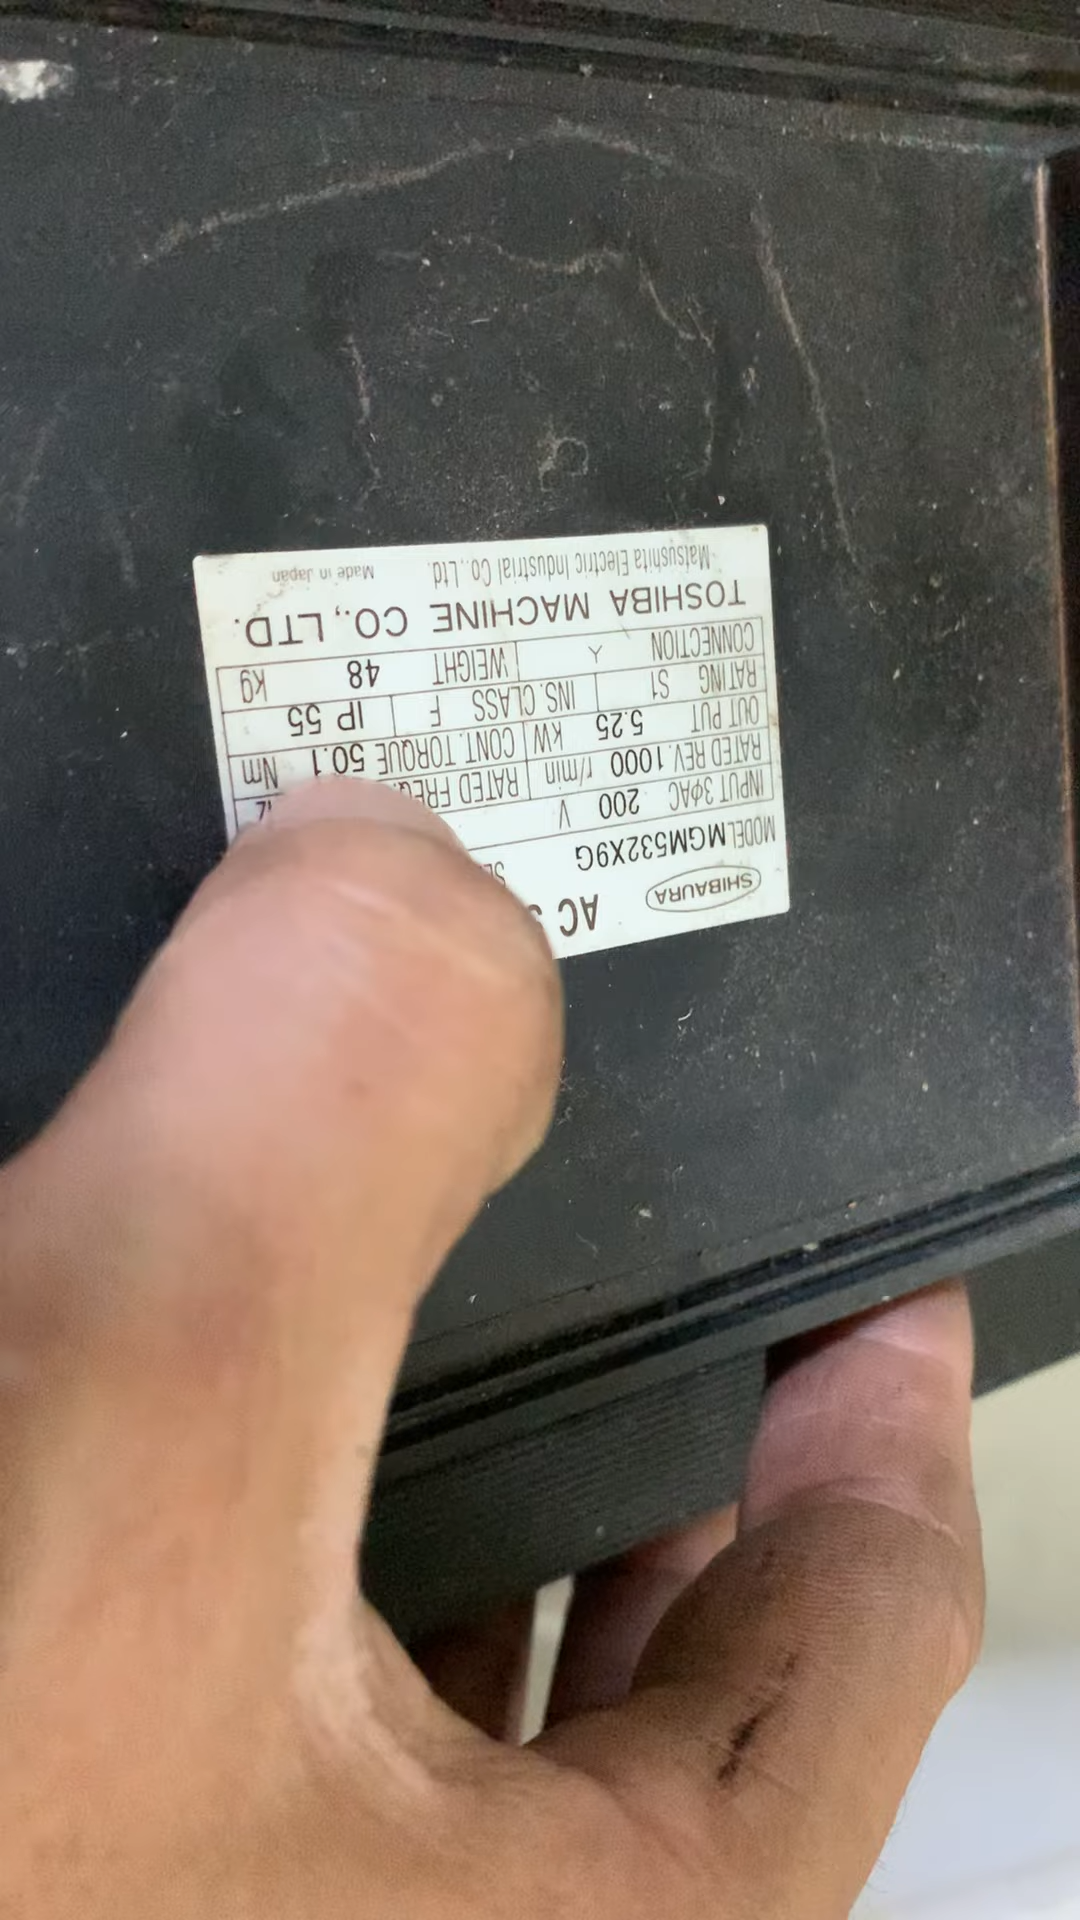 SHIBAURA AC
MODEL MGM532X9G
INPUT 3ΦAC 200 V
RATED REV. 1000 r/min RATED FREQ.
OUT PUT 5.25 kW CONT. TORQUE 50.1 Nm
RATING S1 INS. CLASS F IP 55
CONNECTION Y WEIGHT 48 kg
TOSHIBA MACHINE CO., LTD.
Matsushita Electric Industrial Co., Ltd. Made in Japan